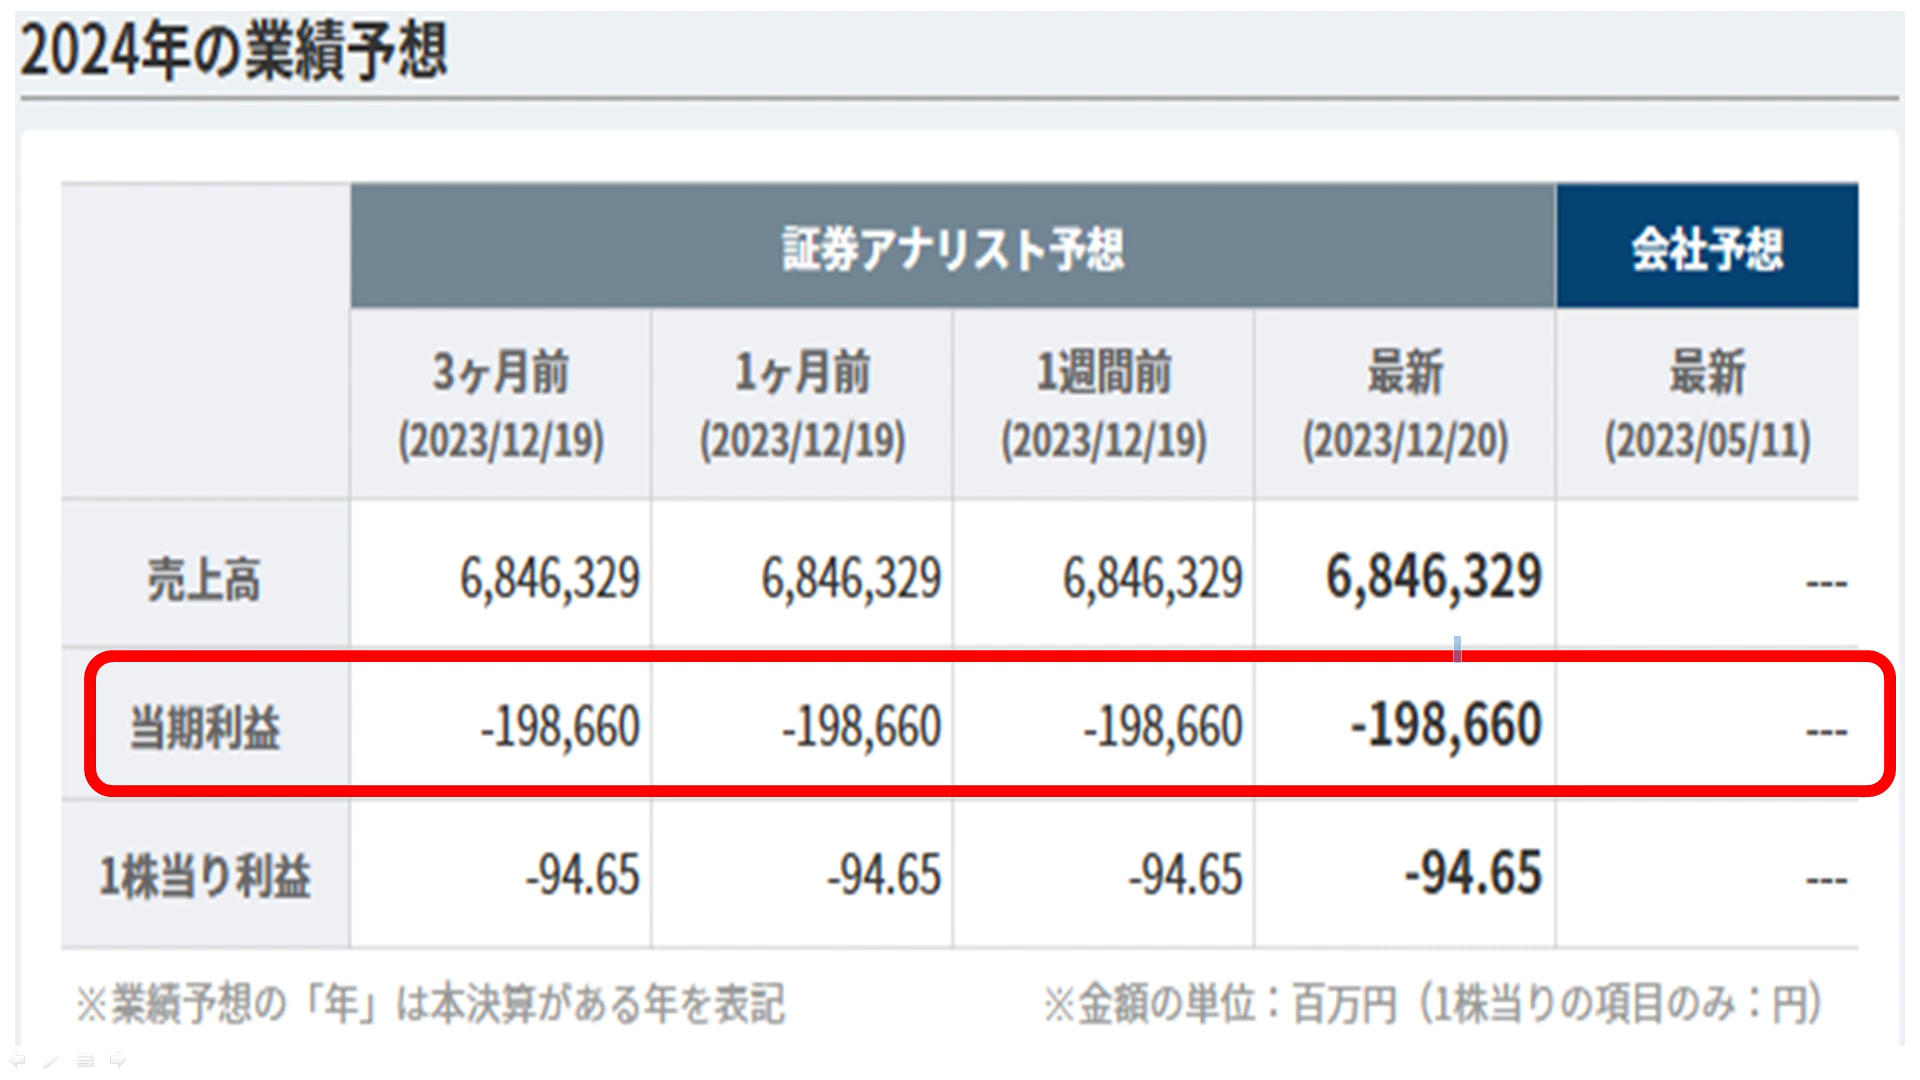 2024年の業績予想
証券アナリスト予想 会社予想
3ヶ月前 1ヶ月前 1週間前 最新 最新
(2023/12/19) (2023/12/19) (2023/12/19) (2023/12/20) (2023/05/11)
売上高 6,846,329 6,846,329 6,846,329 6,846,329 ---
当期利益 -198,660 -198,660 -198,660 -198,660 ---
1株当り利益 -94.65 -94.65 -94.65 -94.65 ---
※業績予想の「年」は本決算がある年を表記 ※金額の単位：百万円（1株当りの項目のみ：円）